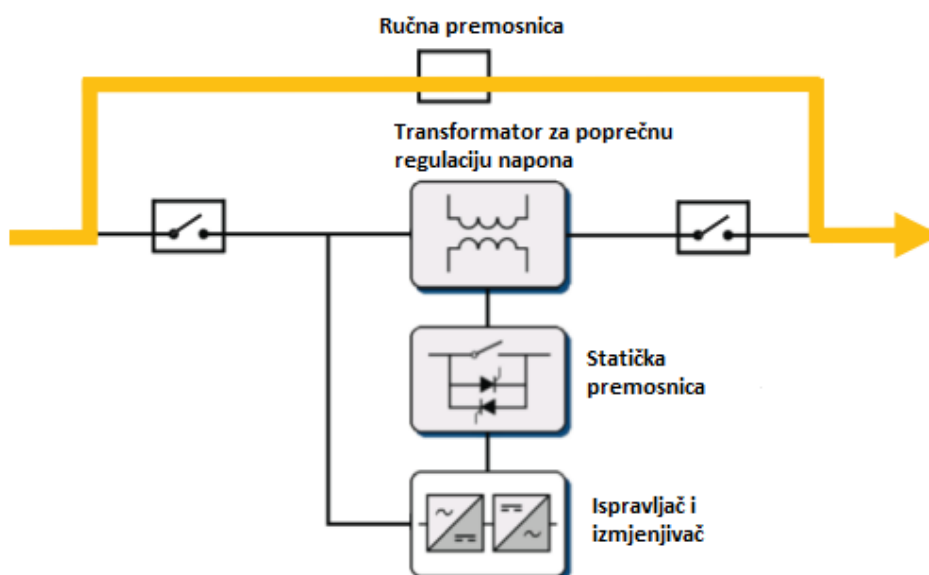 Ručna premosnica
Transformator za poprečnu
regulaciju napona
Statička
premosnica
Ispravljač i
izmjenjivač